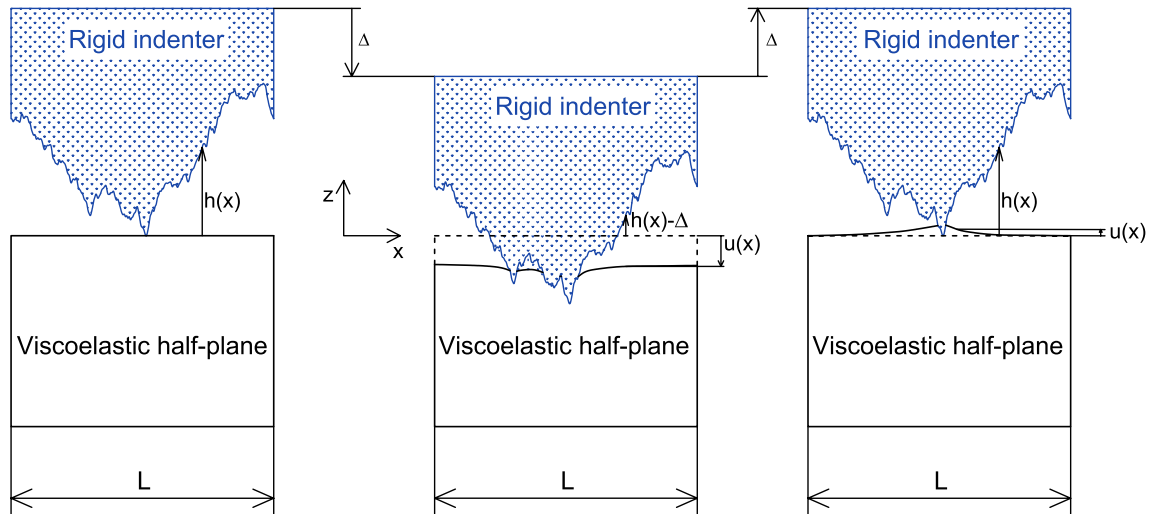 Rigid indenter
h(x)
Viscoelastic half-plane
L
Δ
Rigid indenter
z
x
h(x)-Δ
u(x)
Viscoelastic half-plane
L
Δ
Rigid indenter
h(x)
u(x)
Viscoelastic half-plane
L